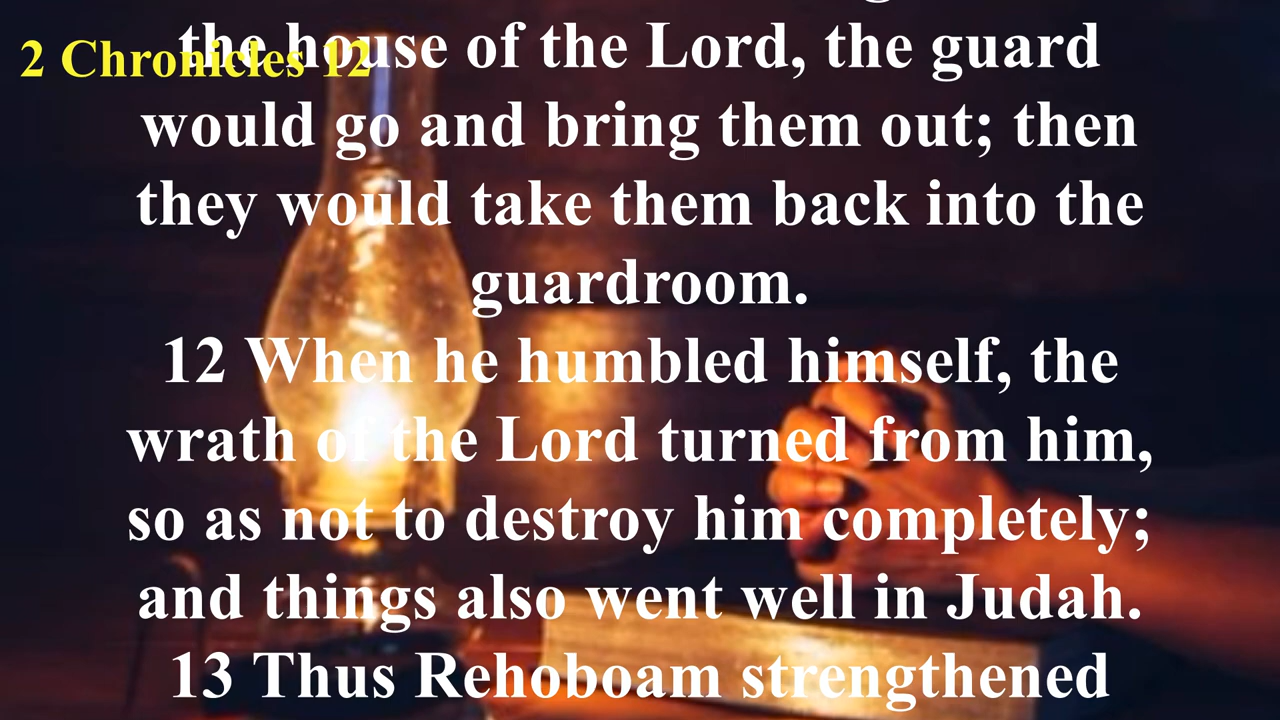 2 Chronicles 12
the house of the Lord, the guard
would go and bring them out; then
they would take them back into the
guardroom.
12 When he humbled himself, the
wrath of the Lord turned from him,
so as not to destroy him completely;
and things also went well in Judah.
13 Thus Rehoboam strengthened